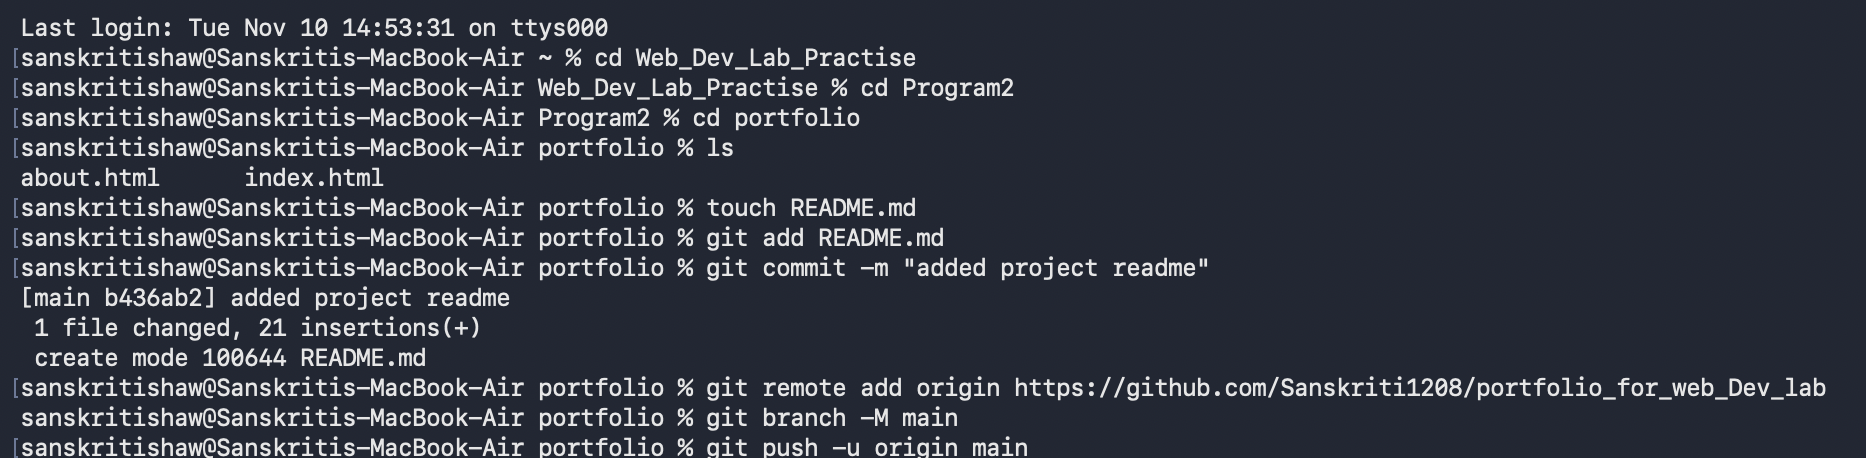 Last login: Tue Nov 10 14:53:31 on ttys000
[sanskritishaw@Sanskritis-MacBook-Air ~ % cd Web_Dev_Lab_Practise
[sanskritishaw@Sanskritis-MacBook-Air Web_Dev_Lab_Practise % cd Program2
[sanskritishaw@Sanskritis-MacBook-Air Program2 % cd portfolio
[sanskritishaw@Sanskritis-MacBook-Air portfolio % ls
about.html      index.html
[sanskritishaw@Sanskritis-MacBook-Air portfolio % touch README.md
[sanskritishaw@Sanskritis-MacBook-Air portfolio % git add README.md
[sanskritishaw@Sanskritis-MacBook-Air portfolio % git commit -m "added project readme"
[main b436ab2] added project readme
 1 file changed, 21 insertions(+)
 create mode 100644 README.md
[sanskritishaw@Sanskritis-MacBook-Air portfolio % git remote add origin https://github.com/Sanskriti1208/portfolio_for_web_Dev_lab
sanskritishaw@Sanskritis-MacBook-Air portfolio % git branch -M main
[sanskritishaw@Sanskritis-MacBook-Air portfolio % git push -u origin main